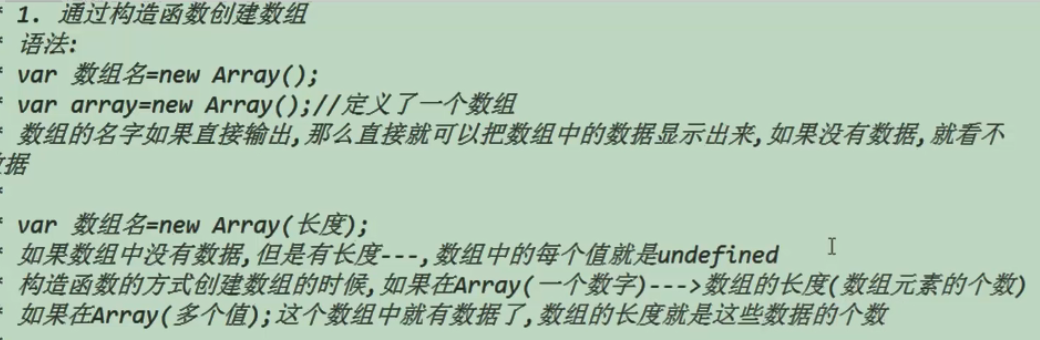 * 1. 通过构造函数创建数组
* 语法:
* var 数组名=new Array();
* var array=new Array();//定义了一个数组
* 数组的名字如果直接输出,那么直接就可以把数组中的数据显示出来,如果没有数据,就看不
数据
*
* var 数组名=new Array(长度);
* 如果数组中没有数据,但是有长度---,数组中的每个值就是undefined
* 构造函数的方式创建数组的时候,如果在Array(一个数字)--->数组的长度(数组元素的个数)
* 如果在Array(多个值);这个数组中就有数据了,数组的长度就是这些数据的个数